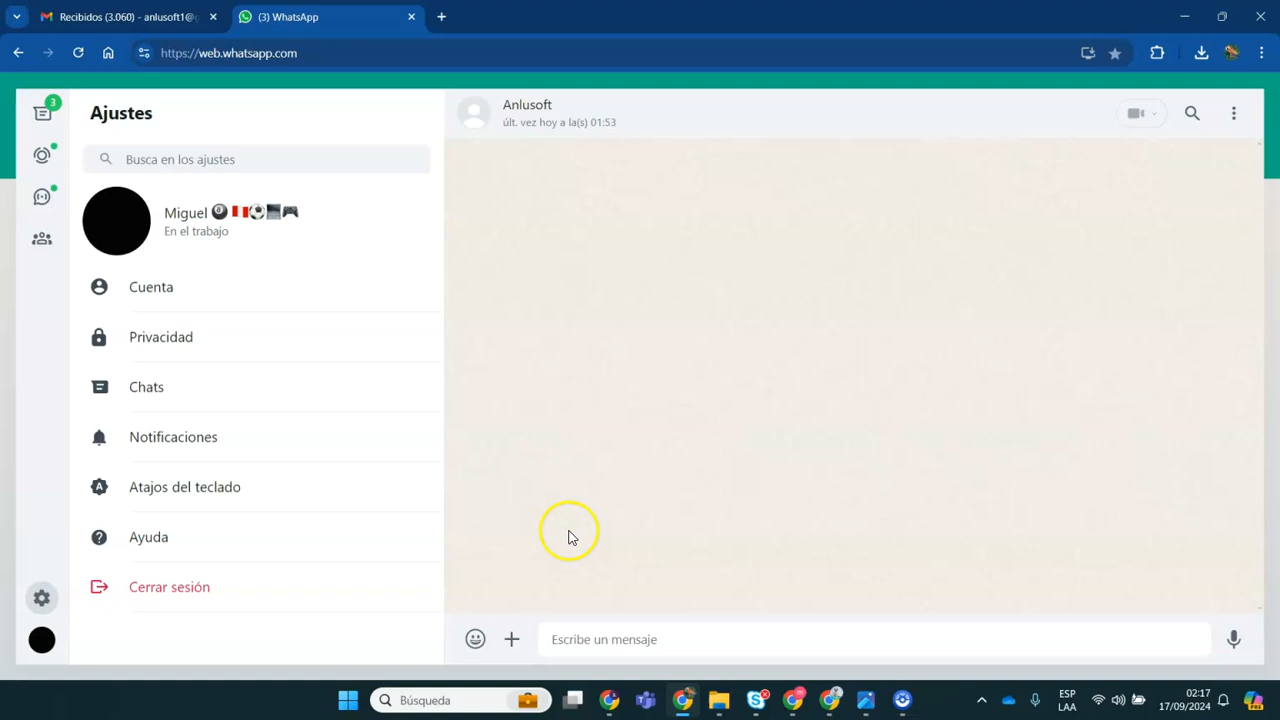 Recibidos (3.060) - anlusoft1@g
(3) WhatsApp
https://web.whatsapp.com
3
Ajustes
Busca en los ajustes
Miguel
En el trabajo
Cuenta
Privacidad
Chats
Notificaciones
Atajos del teclado
Ayuda
Cerrar sesión
Anlusoft
últ. vez hoy a la(s) 01:53
Escribe un mensaje
Búsqueda
ESP
LAA
02:17
17/09/2024